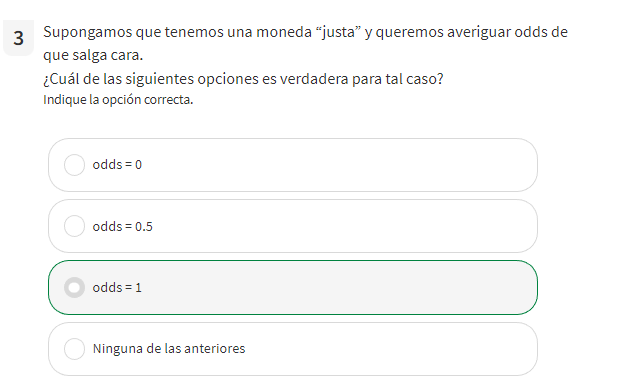 3
Supongamos que tenemos una moneda “justa” y queremos averiguar odds de
que salga cara.
¿Cuál de las siguientes opciones es verdadera para tal caso?
Indique la opción correcta.
odds = 0
odds = 0.5
odds = 1
Ninguna de las anteriores